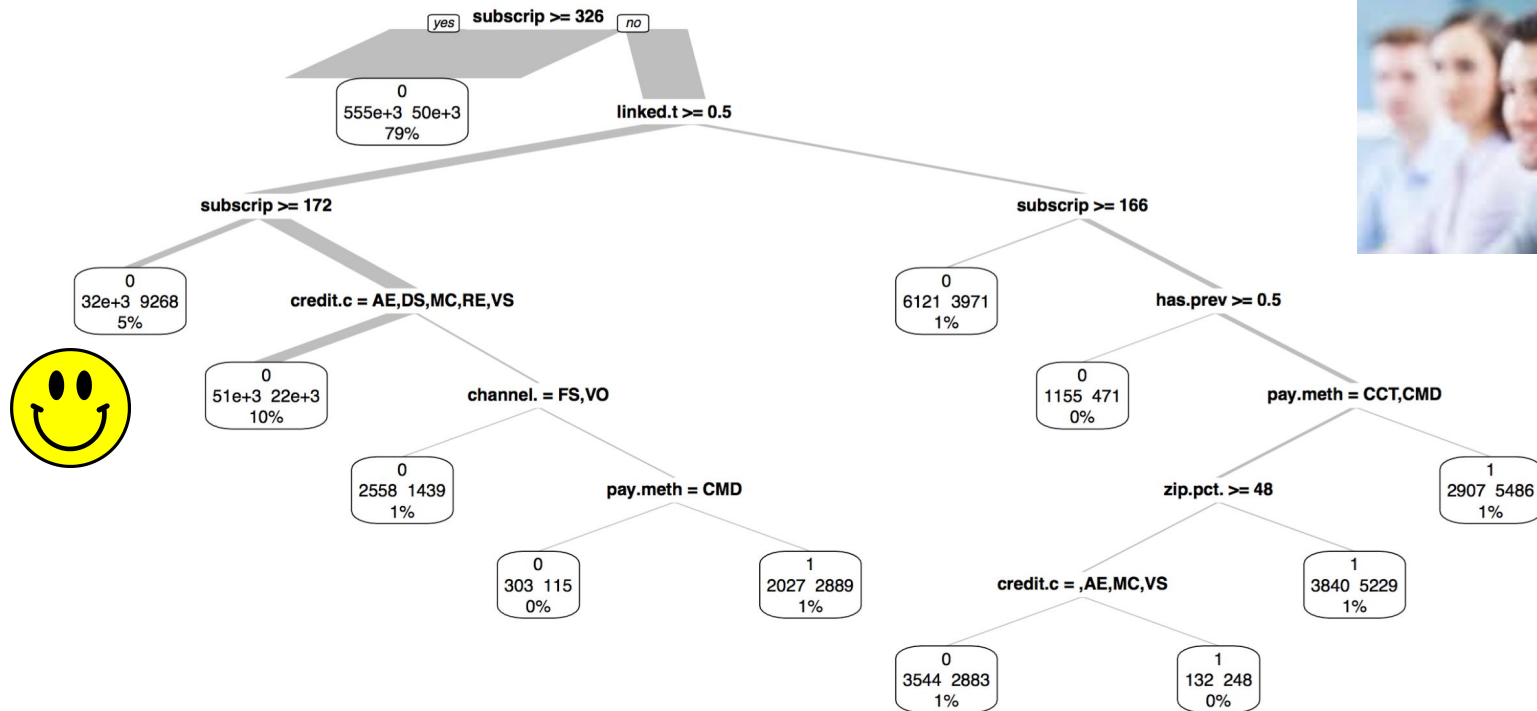 yes subscrip >= 326 no
0
555e+3 50e+3
79%
linked.t >= 0.5
subscrip >= 172
subscrip >= 166
0
32e+3 9268
5%
credit.c = AE,DS,MC,RE,VS
0
6121 3971
1%
has.prev >= 0.5
0
51e+3 22e+3
10%
channel. = FS,VO
0
1155 471
0%
pay.meth = CCT,CMD
0
2558 1439
1%
pay.meth = CMD
zip.pct. >= 48
1
2907 5486
1%
0
303 115
0%
1
2027 2889
1%
credit.c = ,AE,MC,VS
1
3840 5229
1%
0
3544 2883
1%
1
132 248
0%